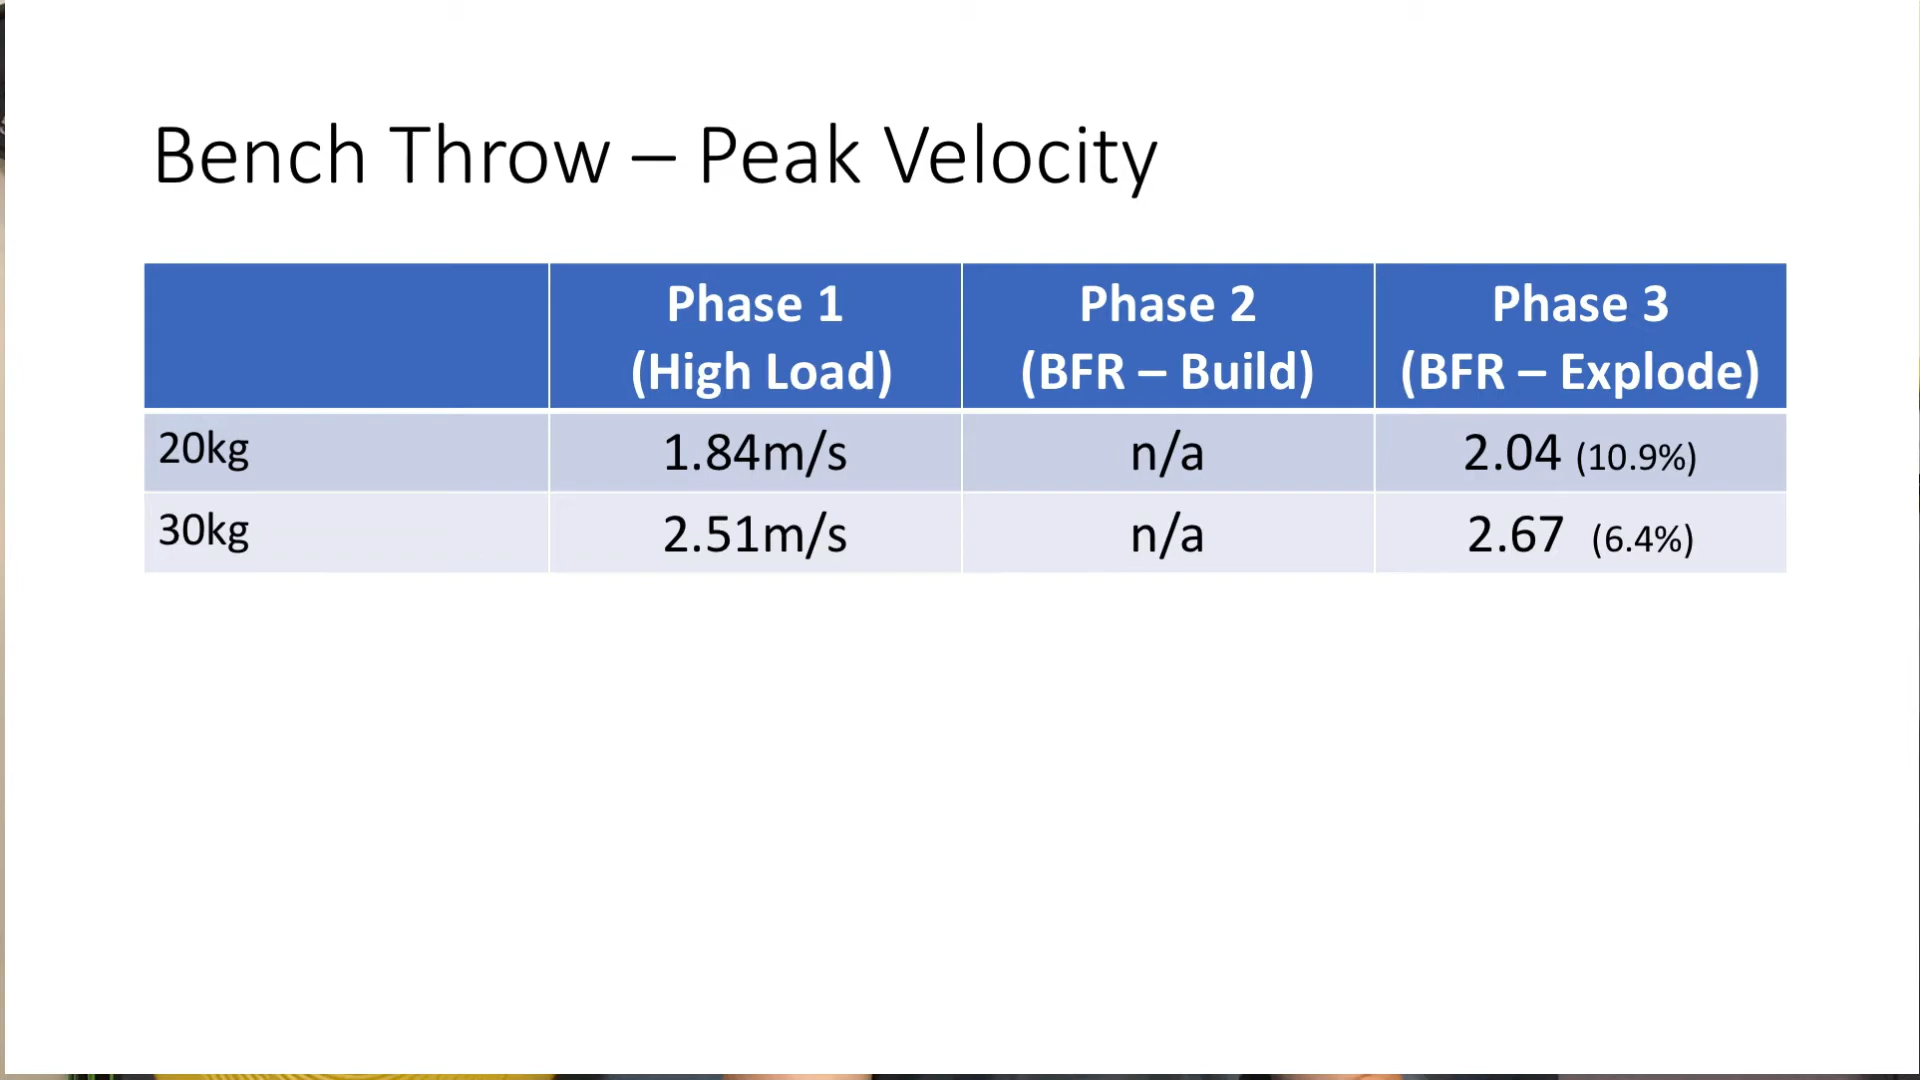 Bench Throw – Peak Velocity
Phase 1 Phase 2 Phase 3
(High Load) (BFR – Build) (BFR – Explode)
20kg 1.84m/s n/a 2.04 (10.9%)
30kg 2.51m/s n/a 2.67 (6.4%)